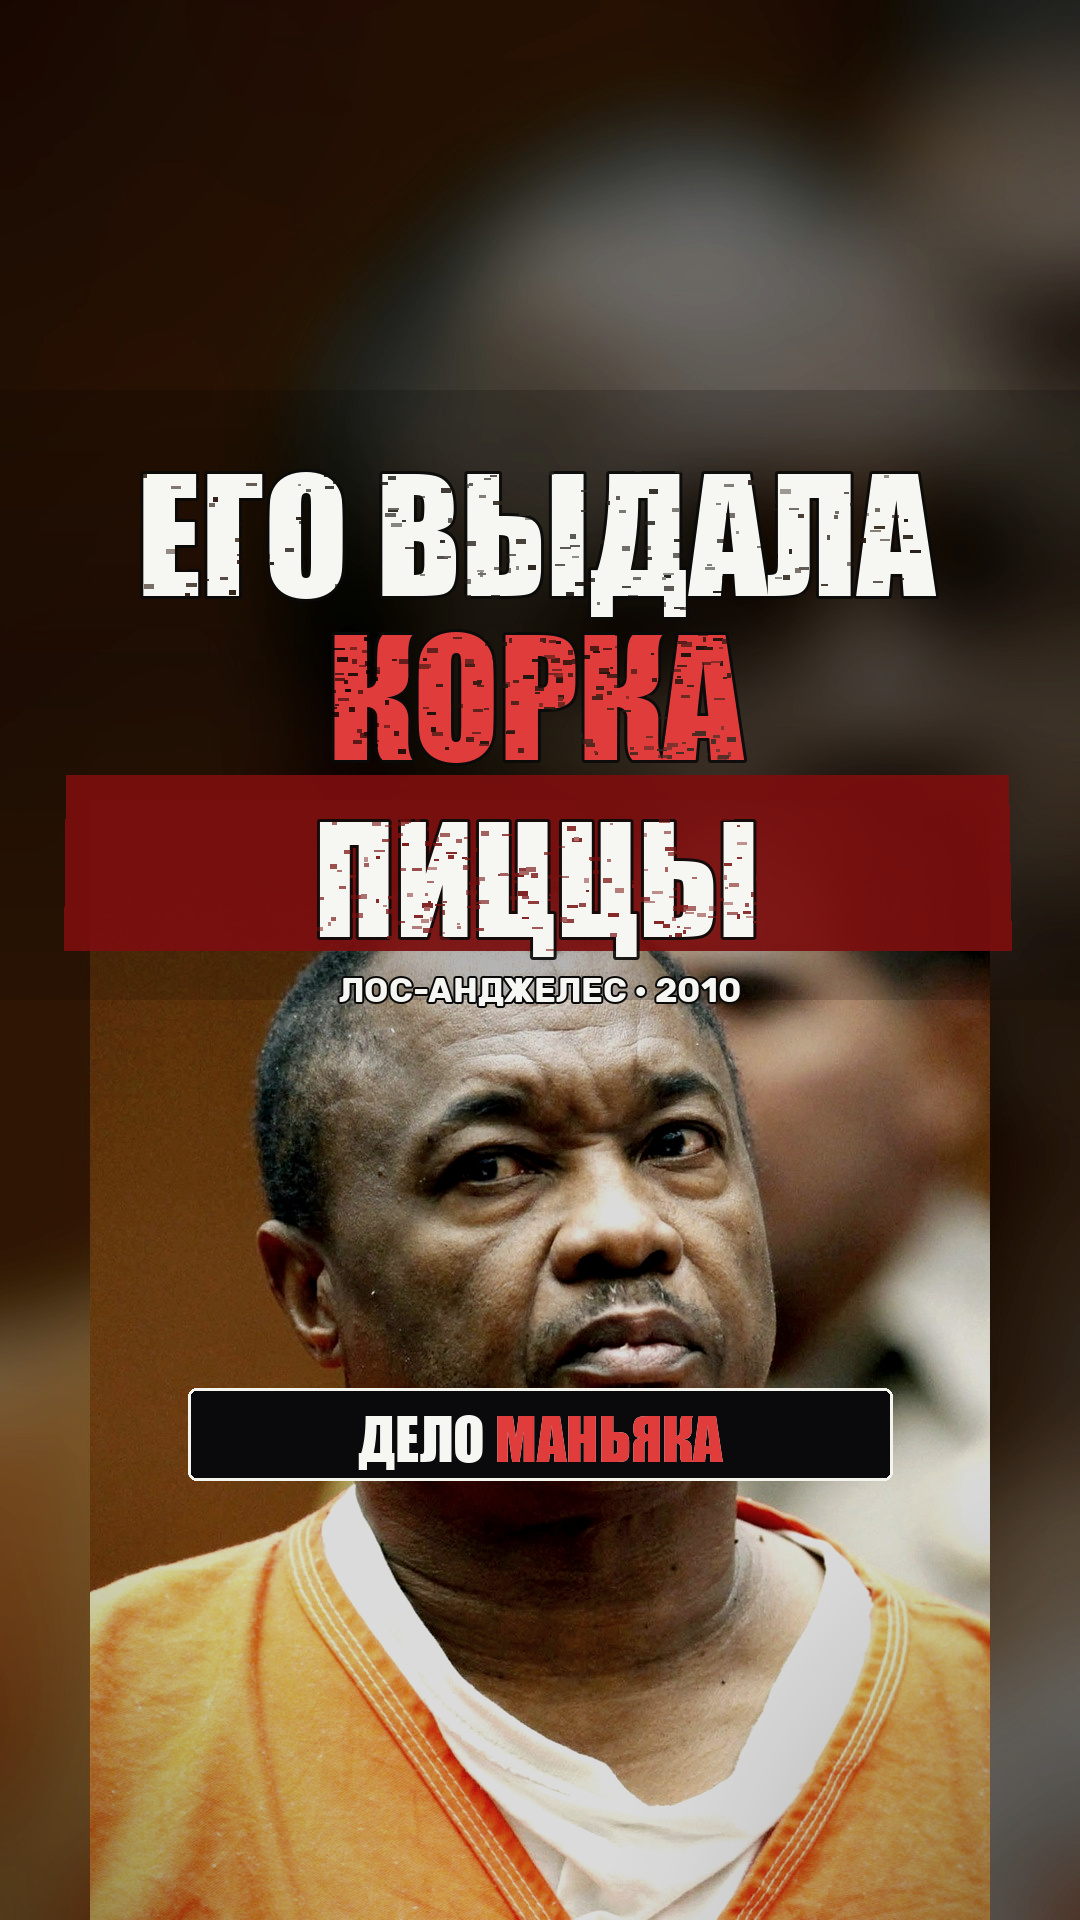 ЕГО ВЫДАЛА
КОРКА
ПИЦЦЫ
ЛОС-АНДЖЕЛЕС • 2010
ДЕЛО МАНЬЯКА